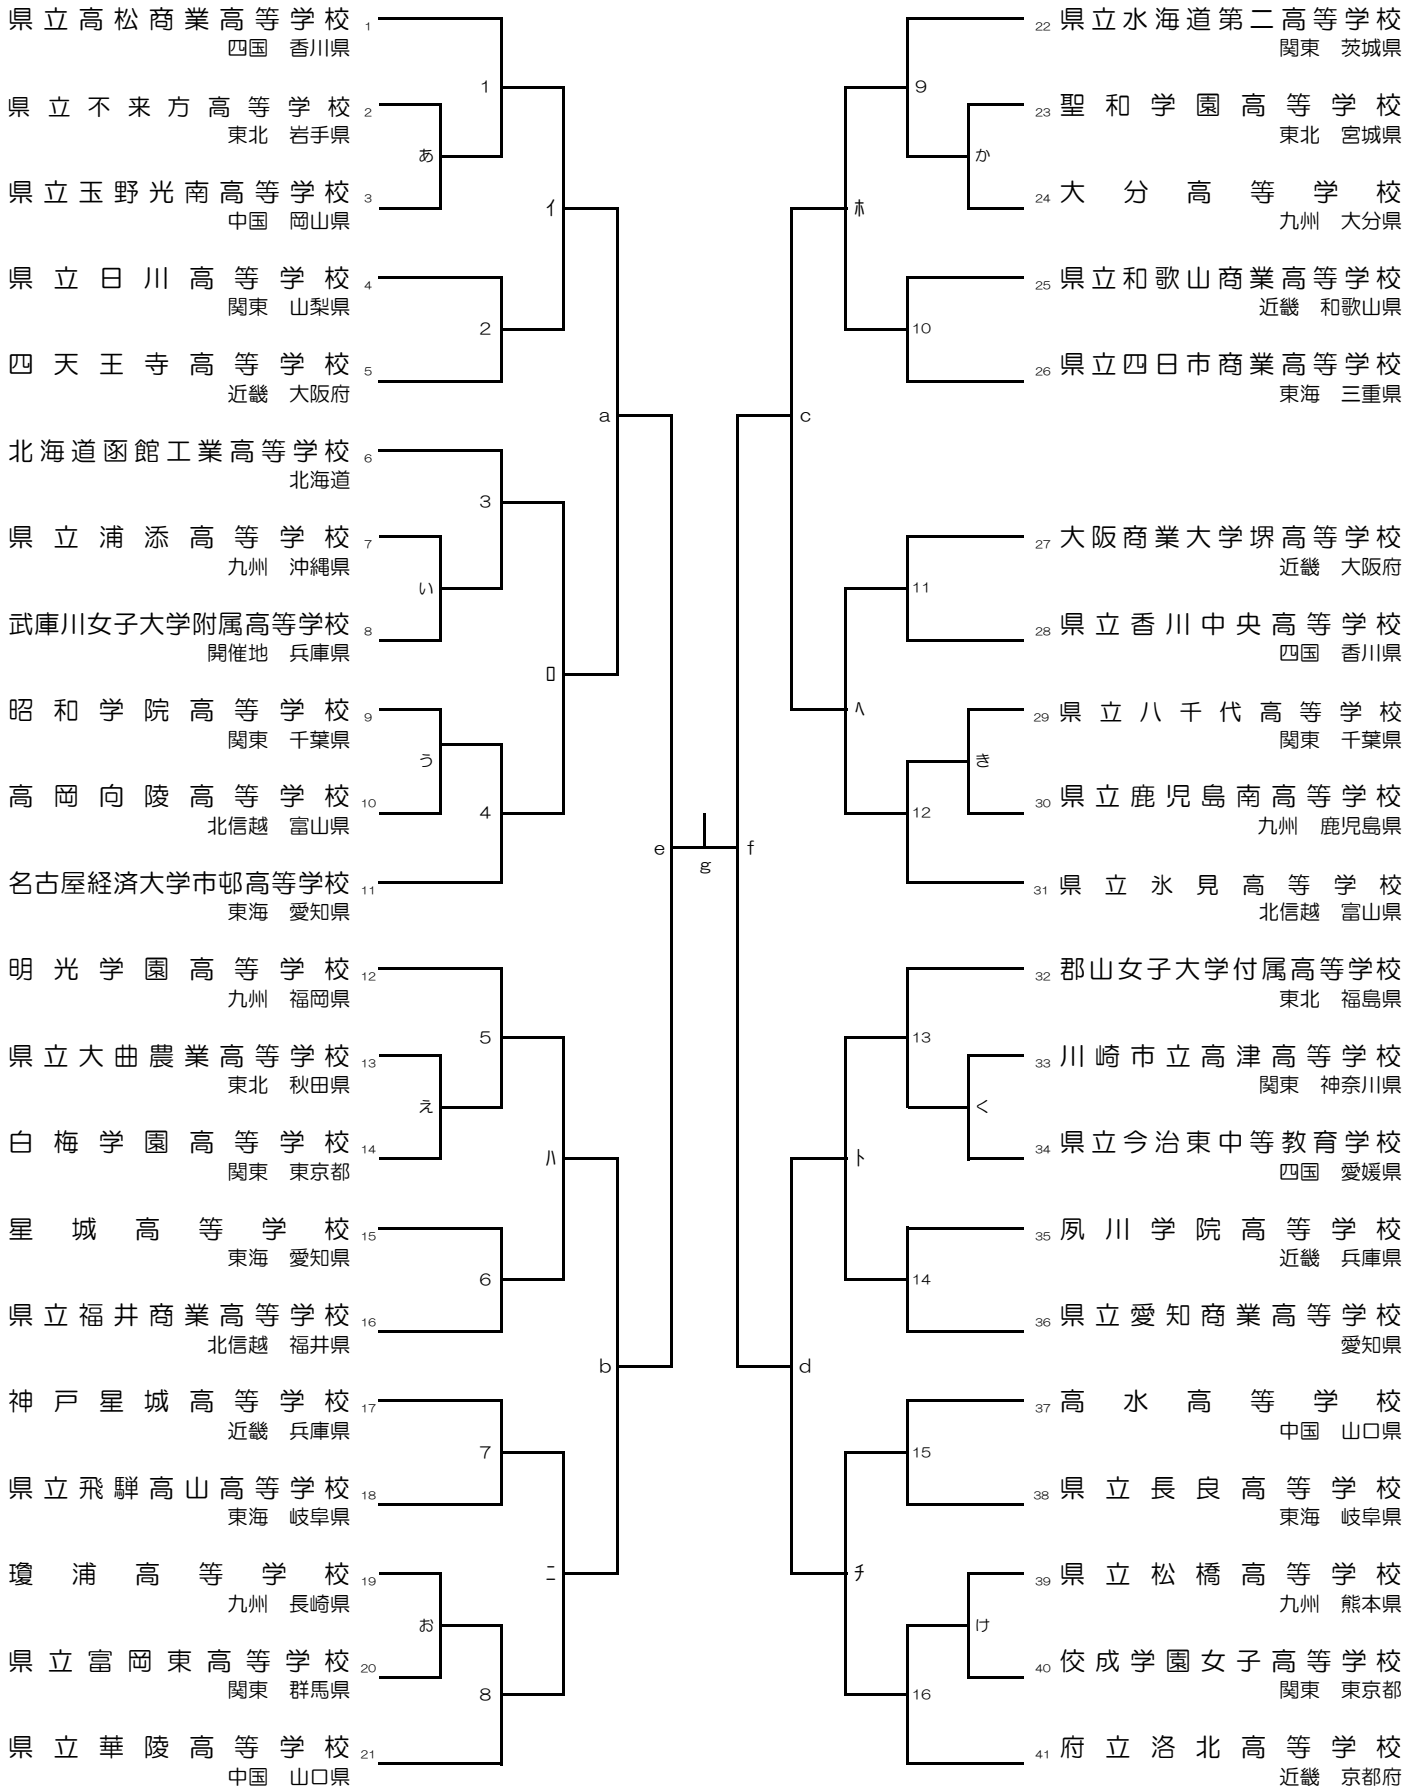 県立高松商業高等学校 1
四国 香川県
県立不来方高等学校 2
東北 岩手県
県立玉野光南高等学校 3
中国 岡山県
県立日川高等学校 4
関東 山梨県
四天王寺高等学校 5
近畿 大阪府
北海道函館工業高等学校 6
北海道
県立浦添高等学校 7
九州 沖縄県
武庫川女子大学附属高等学校 8
開催地 兵庫県
昭和学院高等学校 9
関東 千葉県
高岡向陵高等学校 10
北信越 富山県
名古屋経済大学市邨高等学校 11
東海 愛知県
明光学園高等学校 12
九州 福岡県
県立大曲農業高等学校 13
東北 秋田県
白梅学園高等学校 14
関東 東京都
星城高等学校 15
東海 愛知県
県立福井商業高等学校 16
北信越 福井県
神戸星城高等学校 17
近畿 兵庫県
県立飛騨高山高等学校 18
東海 岐阜県
瓊浦高等学校 19
九州 長崎県
県立富岡東高等学校 20
関東 群馬県
県立華陵高等学校 21
中国 山口県
あ
い
う
え
お
1
2
3
4
5
6
7
8
イ
ロ
ハ
ニ
a
b
e
g
f
c
d
ホ
ヘ
ト
チ
9
10
11
12
13
14
15
16
か
き
く
け
22 県立水海道第二高等学校
関東 茨城県
23 聖和学園高等学校
東北 宮城県
24 大分高等学校
九州 大分県
25 県立和歌山商業高等学校
近畿 和歌山県
26 県立四日市商業高等学校
東海 三重県
27 大阪商業大学堺高等学校
近畿 大阪府
28 県立香川中央高等学校
四国 香川県
29 県立八千代高等学校
関東 千葉県
30 県立鹿児島南高等学校
九州 鹿児島県
31 県立氷見高等学校
北信越 富山県
32 郡山女子大学付属高等学校
東北 福島県
33 川崎市立高津高等学校
関東 神奈川県
34 県立今治東中等教育学校
四国 愛媛県
35 夙川学院高等学校
近畿 兵庫県
36 県立愛知商業高等学校
愛知県
37 高水高等学校
中国 山口県
38 県立長良高等学校
東海 岐阜県
39 県立松橋高等学校
九州 熊本県
40 佼成学園女子高等学校
関東 東京都
41 府立洛北高等学校
近畿 京都府